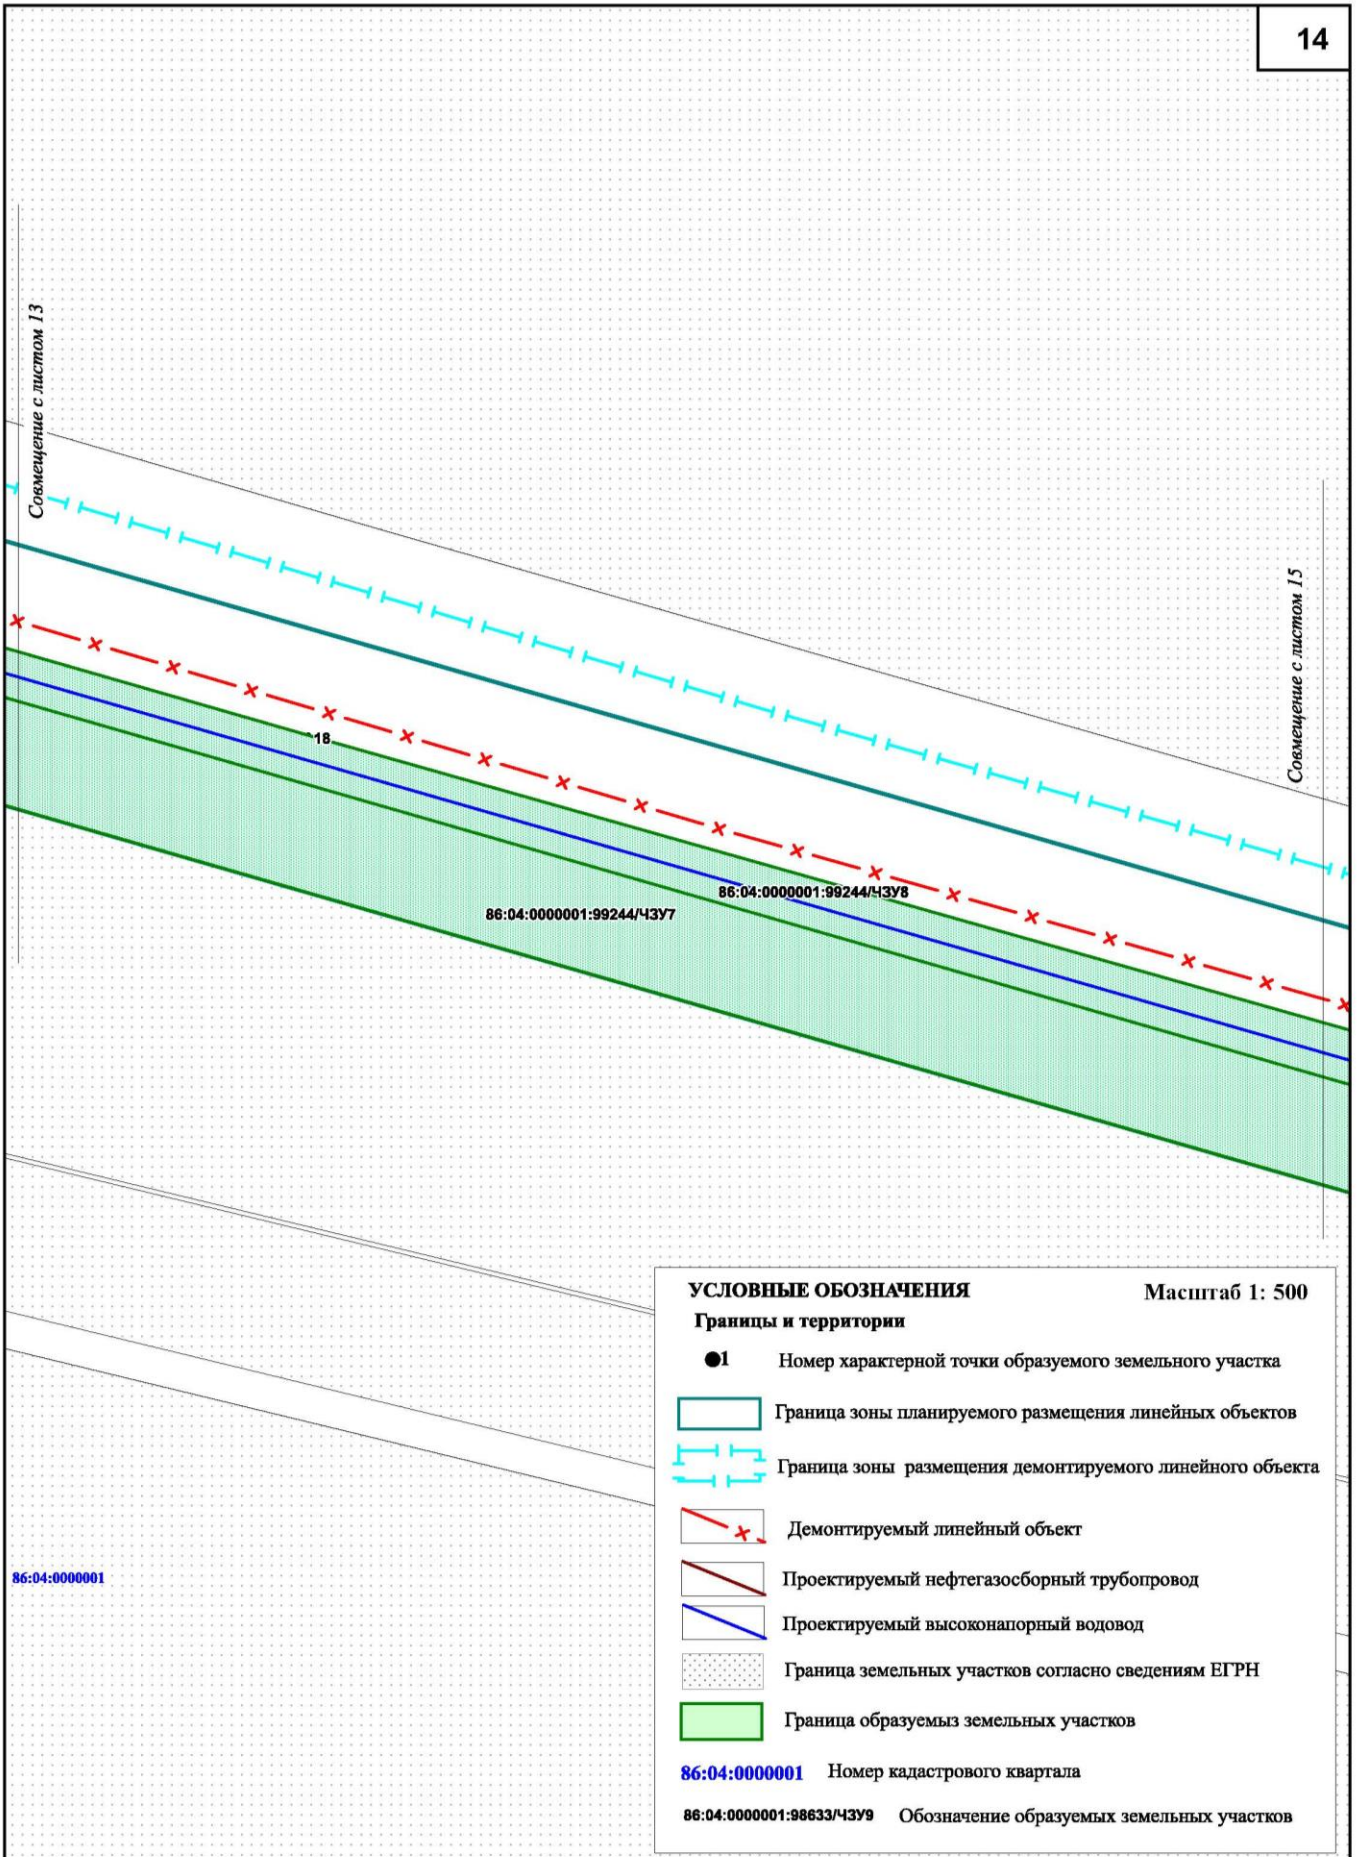 14
Совмещение с листом 13
Совмещение с листом 15
18
86:04:0000001:99244/ЧЗУ8
86:04:0000001:99244/ЧЗУ7
УСЛОВНЫЕ ОБОЗНАЧЕНИЯ Масштаб 1: 500
Границы и территории
1 Номер характерной точки образуемого земельного участка
Граница зоны планируемого размещения линейных объектов
Граница зоны размещения демонтируемого линейного объекта
Демонтируемый линейный объект
Проектируемый нефтегазосборный трубопровод
Проектируемый высоконапорный водовод
Граница земельных участков согласно сведениям ЕГРН
Граница образуемыз земельных участков
86:04:0000001 Номер кадастрового квартала
86:04:0000001:98633/ЧЗУ9 Обозначение образуемых земельных участков
86:04:0000001